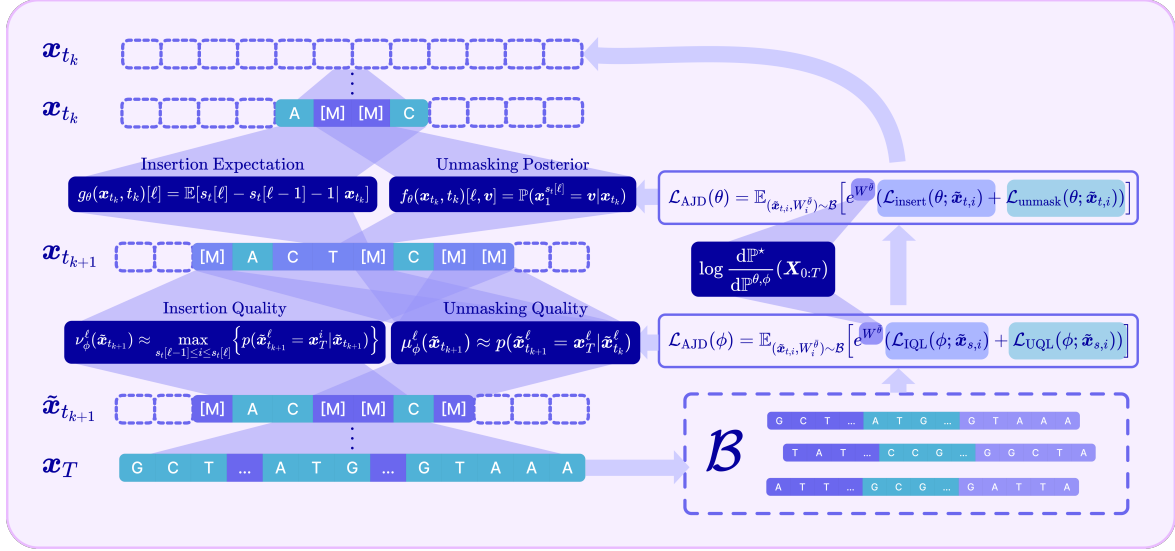 x_{t_k}
x_{t_k}
A [M] [M] C
Insertion Expectation
Unmasking Posterior
g_θ(x_{t_k}, t_k)[ℓ] = 𝔼[s_t[ℓ] − s_t[ℓ − 1] − 1| x_{t_k}]
f_θ(x_{t_k}, t_k)[ℓ, v] = ℙ(x_1^{s_t[ℓ]} = v|x_{t_k})
ℒ_AJD(θ) = 𝔼_{(x̃_{t,i}, W_i^{θ̄})∼ℬ}[e^{W^{θ̄}}(ℒ_insert(θ; x̃_{t,i}) + ℒ_unmask(θ; x̃_{t,i}))]
x_{t_{k+1}}
[M] A C T [M] C [M] [M]
log dℙ^⋆/dℙ^{θ,ϕ}(X_{0:T})
Insertion Quality
Unmasking Quality
ν_ϕ^ℓ(x̃_{t_{k+1}}) ≈ max_{s_t[ℓ−1]≤i≤s_t[ℓ]} {p(x̃_{t_{k+1}}^ℓ = x_T^i|x̃_{t_{k+1}})}
μ_ϕ^ℓ(x̃_{t_{k+1}}) ≈ p(x̃_{t_{k+1}}^ℓ = x_T^ℓ|x̃_{t_k}^ℓ)
ℒ_AJD(ϕ) = 𝔼_{(x̃_{t,i}, W_i^{θ̄})∼ℬ}[e^{W^{θ̄}}(ℒ_IQL(ϕ; x̃_{s,i}) + ℒ_UQL(ϕ; x̃_{s,i}))]
x̃_{t_{k+1}}
[M] A C [M] [M] C [M]
x_T
G C T ... A T G ... G T A A A
ℬ
G C T ... A T G ... G T A A A
T A T ... C C G ... G G C T A
A T T ... G C G ... G A T T A